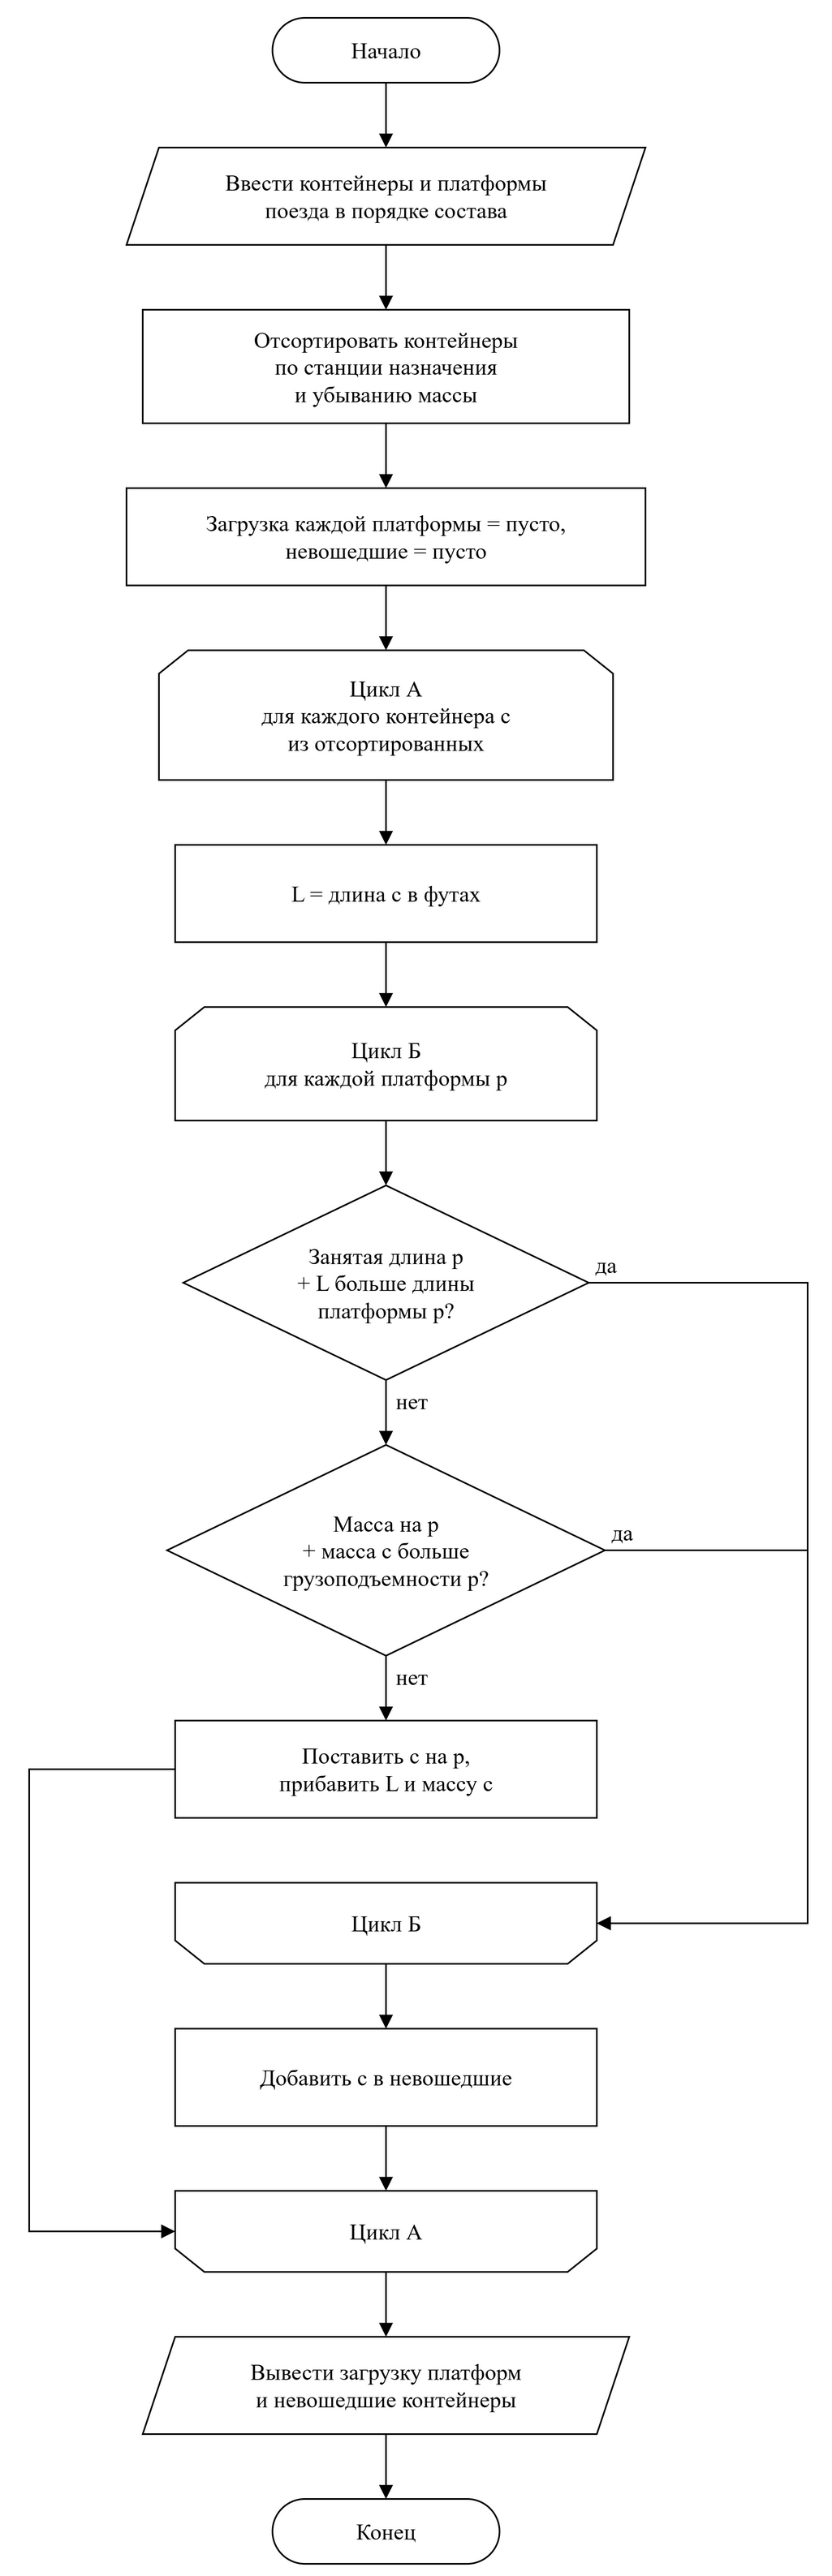 Начало
Ввести контейнеры и платформы
поезда в порядке состава
Отсортировать контейнеры
по станции назначения
и убыванию массы
Загрузка каждой платформы = пусто,
невошедшие = пусто
Цикл А
для каждого контейнера c
из отсортированных
L = длина c в футах
Цикл Б
для каждой платформы p
Занятая длина p
+ L больше длины
платформы p?
да
нет
Масса на p
+ масса c больше
грузоподъемности p?
да
нет
Поставить c на p,
прибавить L и массу c
Цикл Б
Добавить c в невошедшие
Цикл А
Вывести загрузку платформ
и невошедшие контейнеры
Конец